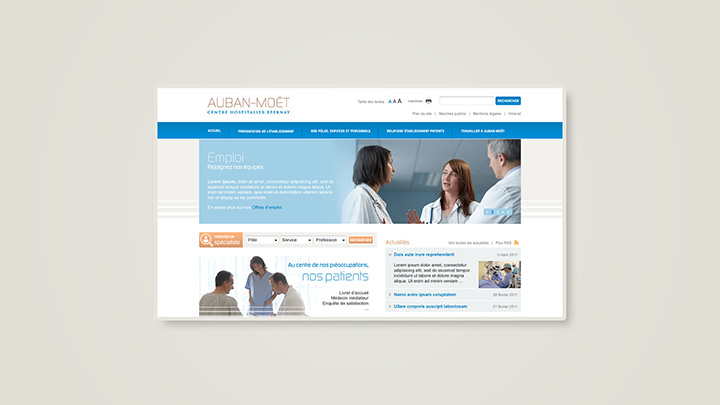 AUBAN-MOËT
CENTRE HOSPITALIER EPERNAY
Taille des textes : A A A Imprimer
RECHERCHER
Plan du site | Marchés publics | Mentions légales | Intranet
ACCUEIL
PRÉSENTATION DE L'ÉTABLISSEMENT
NOS PÔLES, SERVICES ET PERSONNELS
RELATIONS ÉTABLISSEMENT-PATIENTS
TRAVAILLER A AUBAN-MOËT
Emploi
Rejoignez nos équipes
Lorem ipsum, dolor sit amet, consectetur adipisicing elit, sed do
eiusmod tempor incididunt ut labore et dolore magna aliqua. Ut
enim ad minim veniam, quis nostrud exercitation ullamco laboris
nisi ut aliquip ex ea commodo.
En savoir plus sur les Offres d'emploi
TROUVER UN
spécialiste
Pôle
Service
Profession
RECHERCHER
Au centre de nos préoccupations,
nos patients
Livret d'accueil
Médecin médiateur
Enquête de satisfaction
...
Actualités
Voir toutes les actualités | Flux RSS
Duis aute irure reprehenderit
3 mars 2011
Lorem ipsum dolor sit amet, consectetur
adipisicing elit, sed do eiusmod tempor
incididunt ut labore et dolore magna
aliqua. Ut enim ad minim veniam ...
Nemo enim ipsam voluptatem
28 février 2011
Ullam corporis suscipit laboriosam
21 février 2011